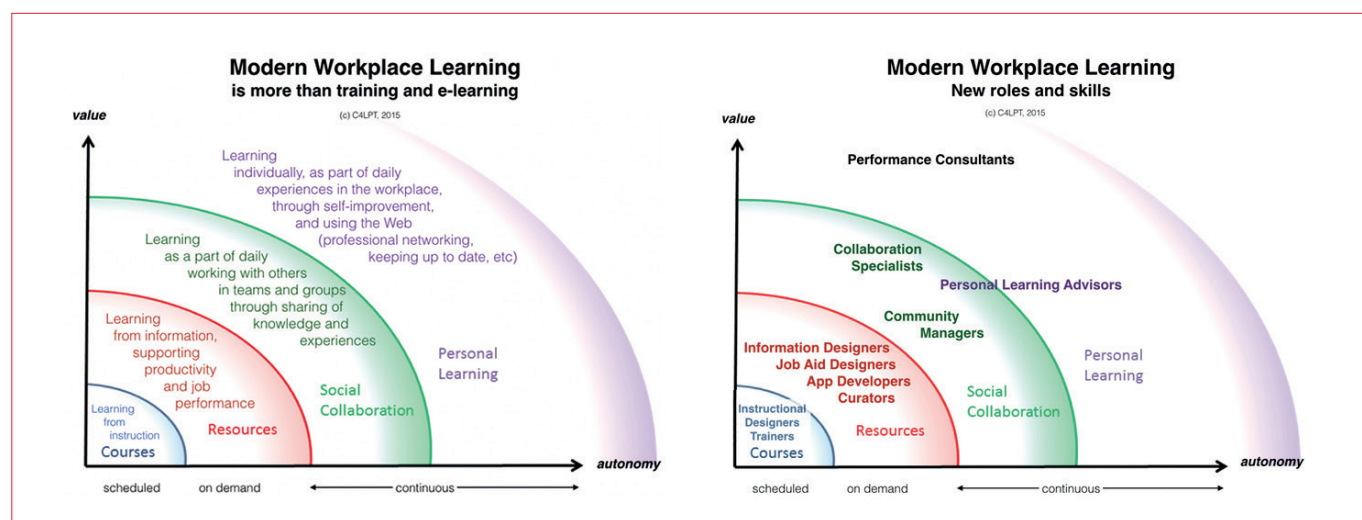 Modern Workplace Learning
is more than training and e-learning
(c) C4LPT, 2015
value
Learning
individually, as part of daily
experiences in the workplace,
through self-improvement,
and using the Web
(professional networking,
keeping up to date, etc)
Learning
as a part of daily
working with others
in teams and groups
through sharing of
knowledge and
experiences
Learning
from information,
supporting
productivity
and job
performance
Personal
Learning
Social
Collaboration
Resources
Learning
from
instruction
Courses
autonomy
scheduled
on demand
continuous
Modern Workplace Learning
New roles and skills
(c) C4LPT, 2015
value
Performance Consultants
Collaboration
Specialists
Personal Learning Advisors
Community
Managers
Information Designers
Job Aid Designers
App Developers
Curators
Personal
Learning
Social
Collaboration
Resources
Instructional
Designers
Trainers
Courses
autonomy
scheduled
on demand
continuous